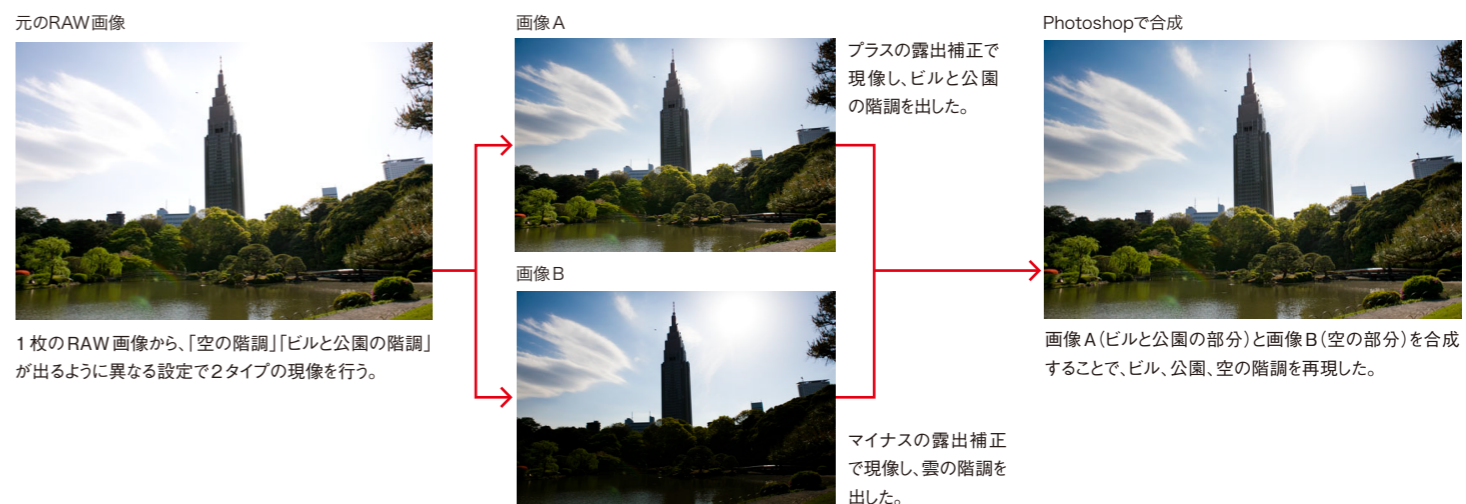 元のRAW画像
1枚のRAW画像から、「空の階調」「ビルと公園の階調」
が出るように異なる設定で2タイプの現像を行う。
画像A
プラスの露出補正で
現像し、ビルと公園
の階調を出した。
画像B
マイナスの露出補正
で現像し、雲の階調を
出した。
Photoshopで合成
画像A(ビルと公園の部分)と画像B(空の部分)を合成
することで、ビル、公園、空の階調を再現した。